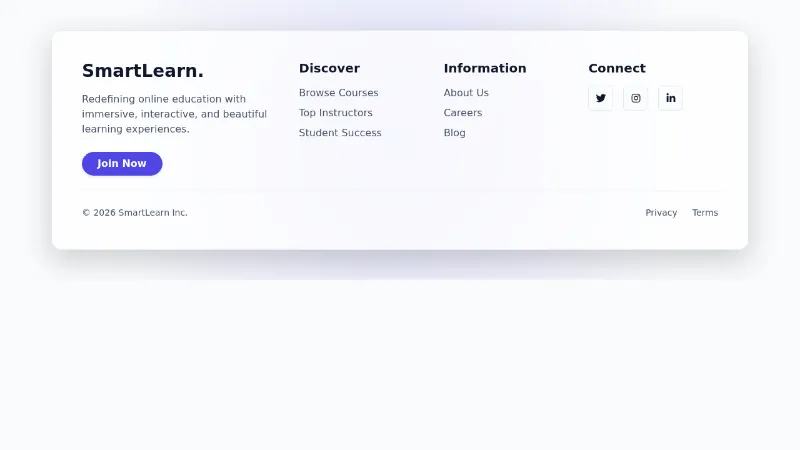 SmartLearn.
Redefining online education with
immersive, interactive, and beautiful
learning experiences.
Join Now
Discover
Browse Courses
Top Instructors
Student Success
Information
About Us
Careers
Blog
Connect
© 2026 SmartLearn Inc.
Privacy
Terms